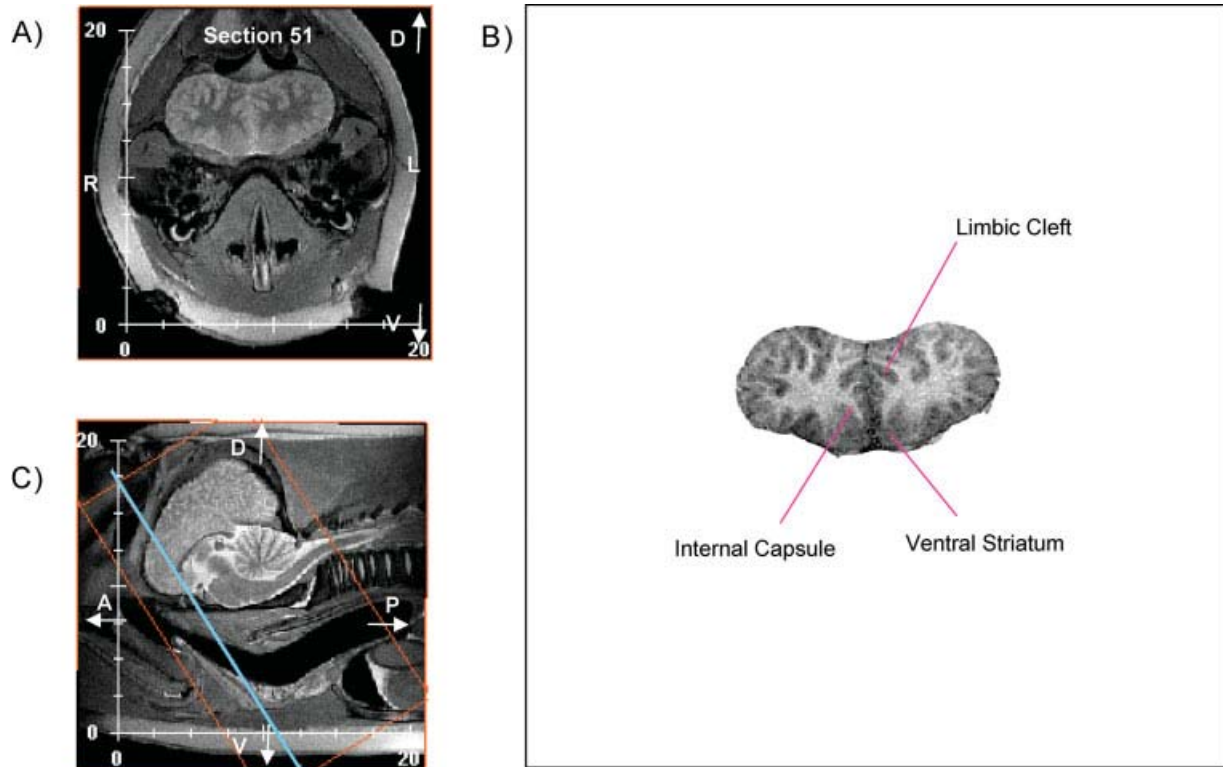 A)
20
Section 51
D
R
L
V
0
0
20
B)
Limbic Cleft
Internal Capsule
Ventral Striatum
C)
20
D
A
P
0
V
0
20